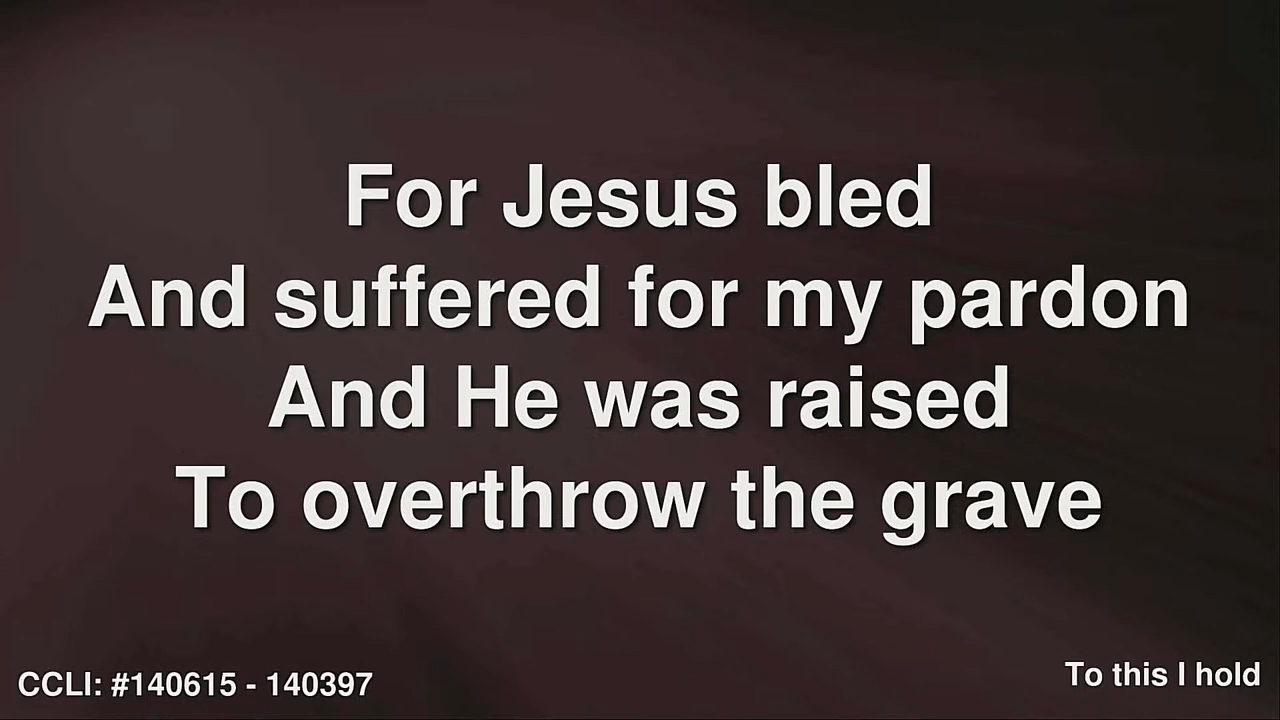 For Jesus bled
And suffered for my pardon
And He was raised
To overthrow the grave
CCLI: #140615 - 140397
To this I hold